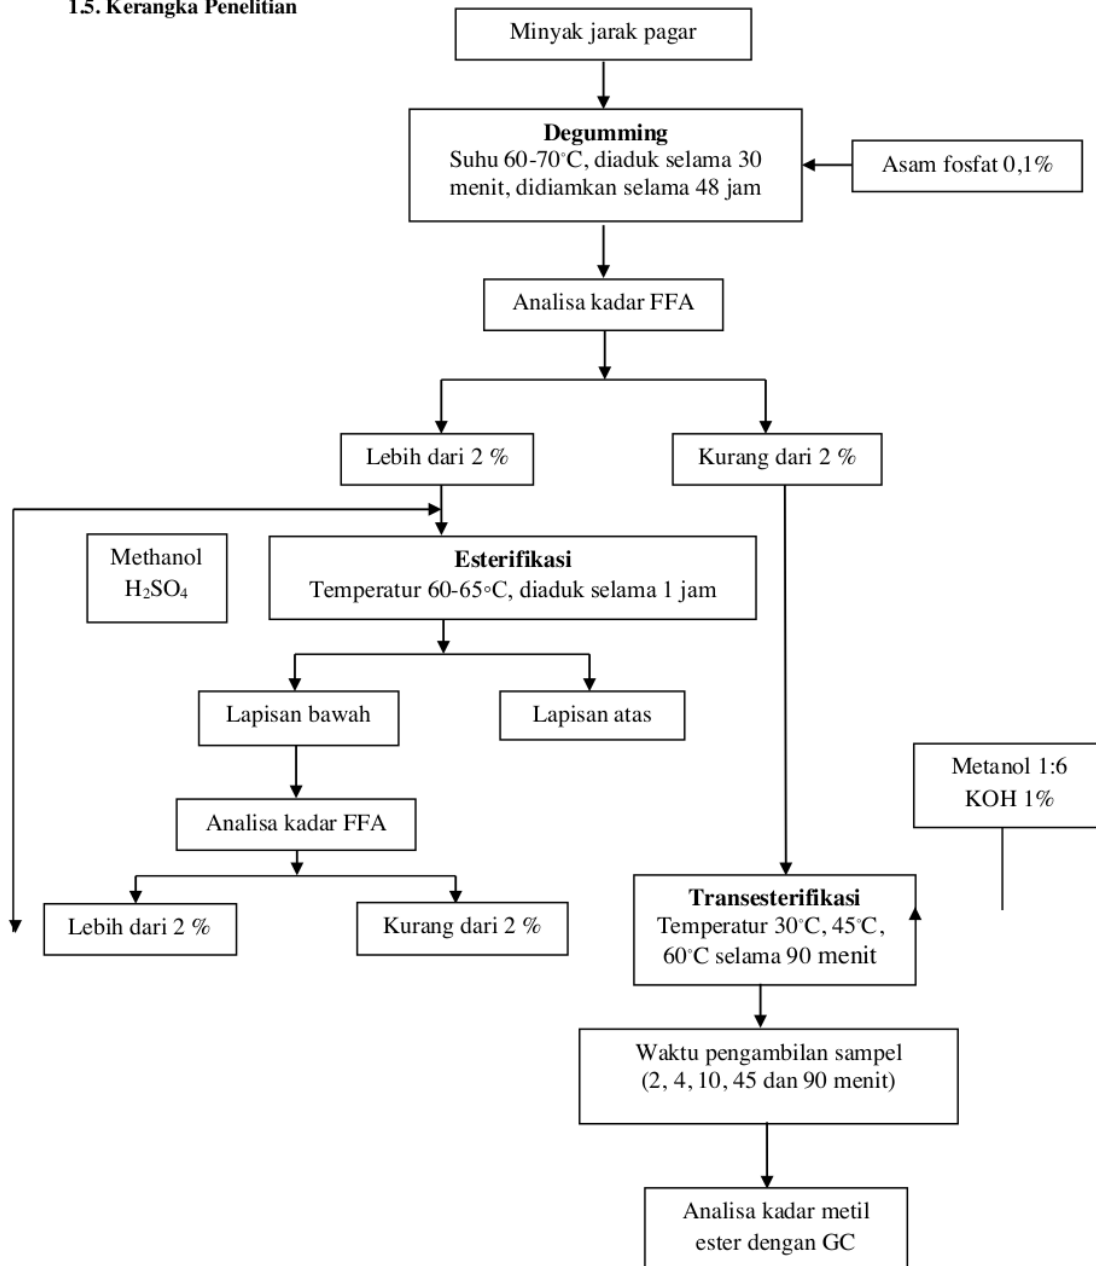 1.5. Kerangka Penelitian
Minyak jarak pagar
Degumming
Suhu 60-70°C, diaduk selama 30
menit, didiamkan selama 48 jam
Asam fosfat 0,1%
Analisa kadar FFA
Lebih dari 2 %
Kurang dari 2 %
Methanol
H₂SO₄
Esterifikasi
Temperatur 60-65°C, diaduk selama 1 jam
Lapisan bawah
Lapisan atas
Metanol 1:6
KOH 1%
Analisa kadar FFA
Lebih dari 2 %
Kurang dari 2 %
Transesterifikasi
Temperatur 30°C, 45°C,
60°C selama 90 menit
Waktu pengambilan sampel
(2, 4, 10, 45 dan 90 menit)
Analisa kadar metil
ester dengan GC